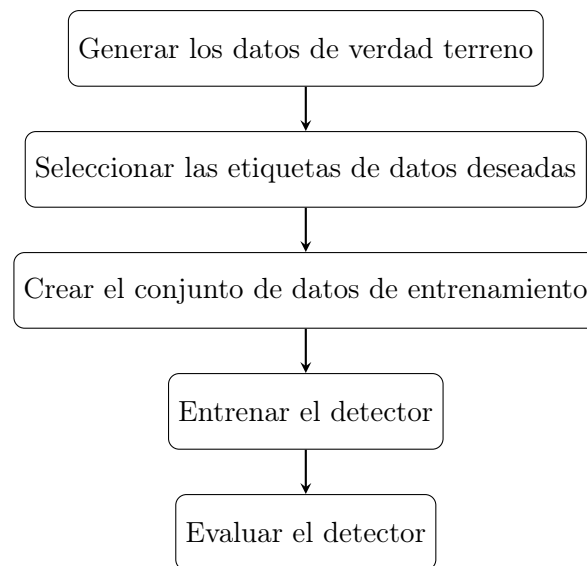 Generar los datos de verdad terreno
Seleccionar las etiquetas de datos deseadas
Crear el conjunto de datos de entrenamiento
Entrenar el detector
Evaluar el detector